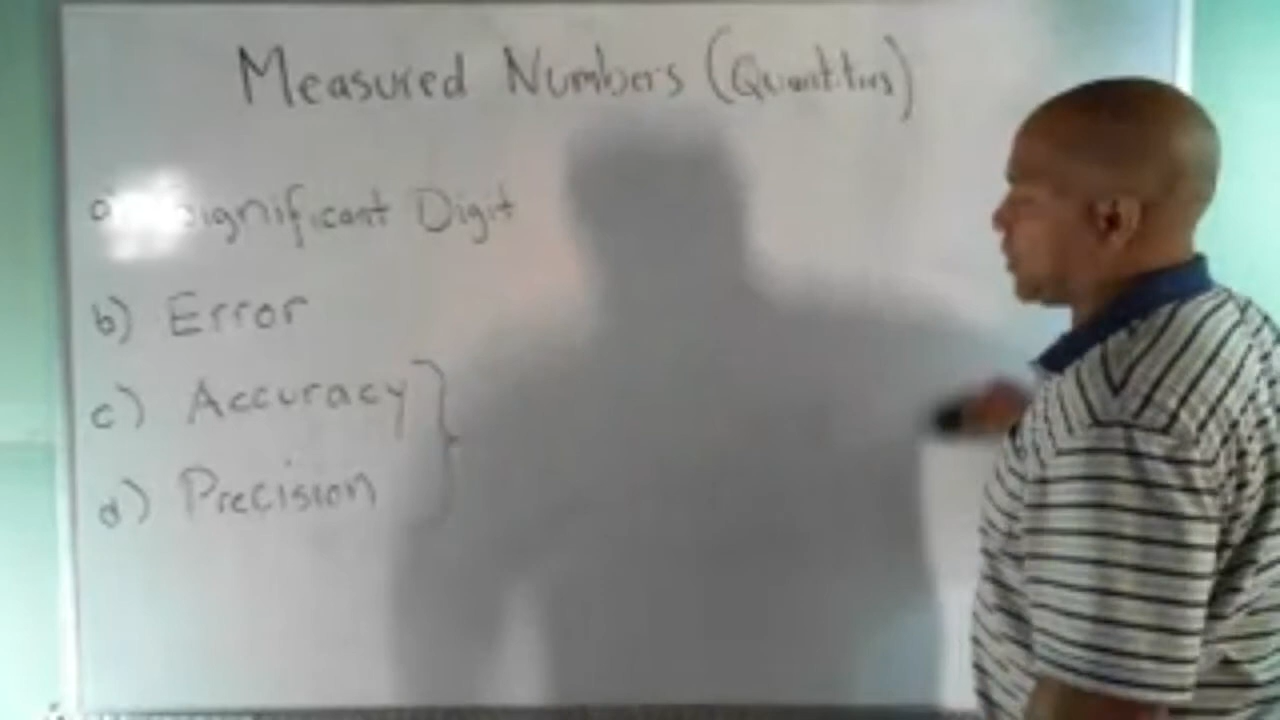 Measured Numbers (Quantities)
a) Significant Digit
b) Error
c) Accuracy
d) Precision